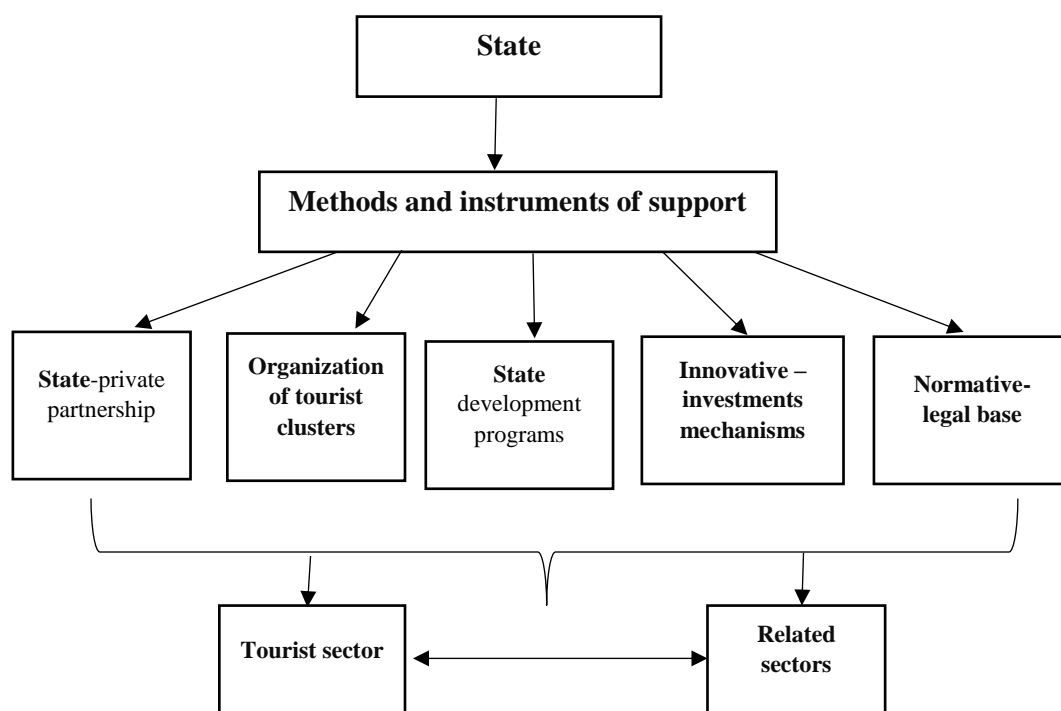 State
Methods and instruments of support
State-private
partnership
Organization
of tourist
clusters
State
development
programs
Innovative –
investments
mechanisms
Normative-
legal base
Tourist sector
Related
sectors